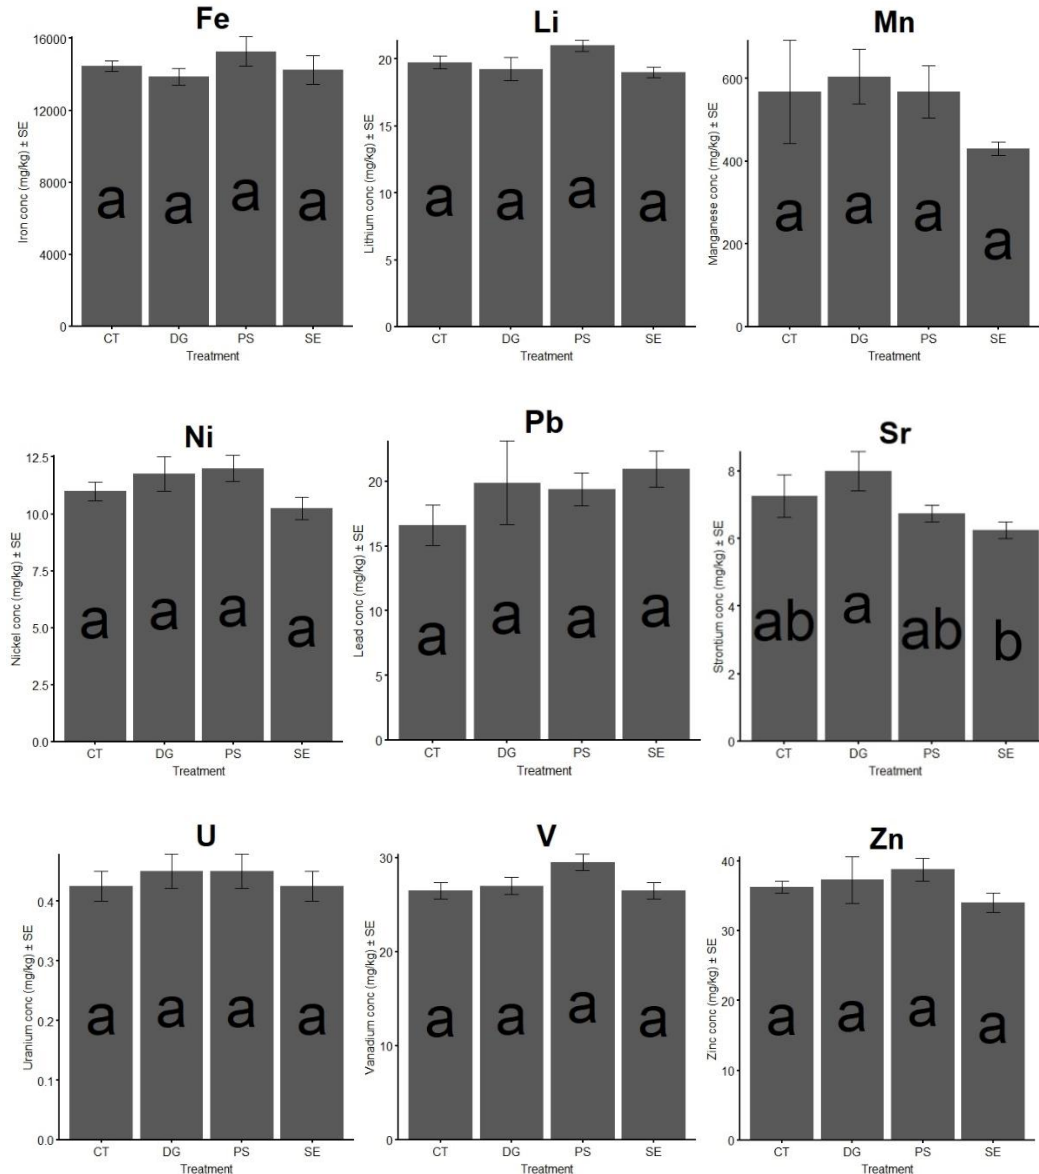 Fe
Iron conc (mg/kg) ± SE
16000
12000
8000
4000
0
a a a a
CT DG PS SE
Treatment
Li
Lithium conc (mg/kg) ± SE
20
15
10
5
0
a a a a
CT DG PS SE
Treatment
Mn
Manganese conc (mg/kg) ± SE
600
400
200
0
a a a a
CT DG PS SE
Treatment
Ni
Nickel conc (mg/kg) ± SE
12.5
10.0
7.5
5.0
2.5
0.0
a a a a
CT DG PS SE
Treatment
Pb
Lead conc (mg/kg) ± SE
20
15
10
5
0
a a a a
CT DG PS SE
Treatment
Sr
Strontium conc (mg/kg) ± SE
8
6
4
2
0
ab a ab b
CT DG PS SE
Treatment
U
Uranium conc (mg/kg) ± SE
0.4
0.3
0.2
0.1
0.0
a a a a
CT DG PS SE
Treatment
V
Vanadium conc (mg/kg) ± SE
30
20
10
0
a a a a
CT DG PS SE
Treatment
Zn
Zinc conc (mg/kg) ± SE
40
30
20
10
0
a a a a
CT DG PS SE
Treatment